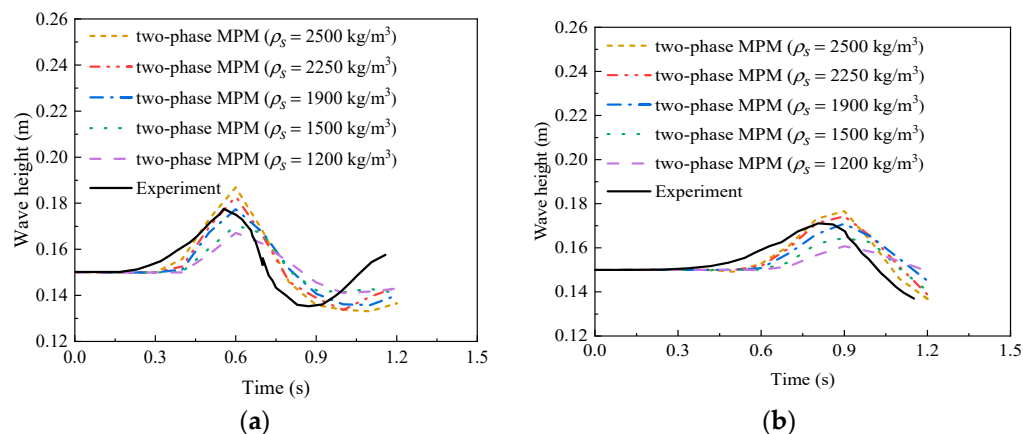 0.26
0.24
0.22
0.20
0.18
0.16
0.14
0.12
Wave height (m)
two-phase MPM (ρs = 2500 kg/m³)
two-phase MPM (ρs = 2250 kg/m³)
two-phase MPM (ρs = 1900 kg/m³)
two-phase MPM (ρs = 1500 kg/m³)
two-phase MPM (ρs = 1200 kg/m³)
Experiment
0.0 0.3 0.6 0.9 1.2 1.5
Time (s)
(a)
0.26
0.24
0.22
0.20
0.18
0.16
0.14
0.12
Wave height (m)
two-phase MPM (ρs = 2500 kg/m³)
two-phase MPM (ρs = 2250 kg/m³)
two-phase MPM (ρs = 1900 kg/m³)
two-phase MPM (ρs = 1500 kg/m³)
two-phase MPM (ρs = 1200 kg/m³)
Experiment
0.0 0.3 0.6 0.9 1.2 1.5
Time (s)
(b)